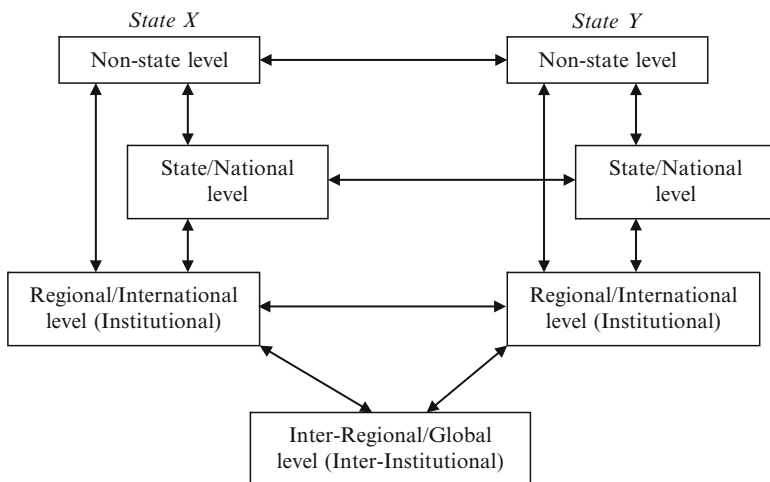 State X
State Y
Non-state level
Non-state level
State/National
level
State/National
level
Regional/International
level (Institutional)
Regional/International
level (Institutional)
Inter-Regional/Global
level (Inter-Institutional)